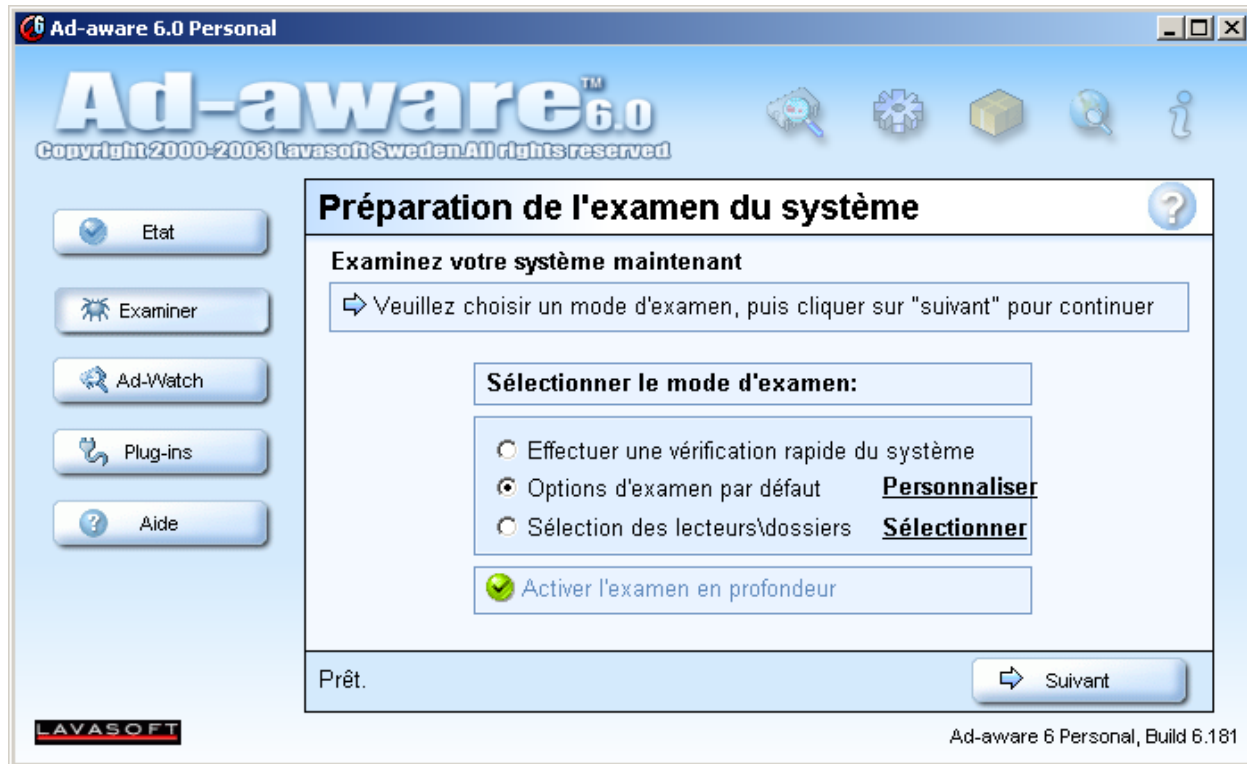 Ad-aware 6.0 Personal
Ad-aware 6.0 TM
Copyright 2000-2003 Lavasoft Sweden. All rights reserved
Etat
Examiner
Ad-Watch
Plug-ins
Aide
Préparation de l'examen du système
Examinez votre système maintenant
Veuillez choisir un mode d'examen, puis cliquer sur "suivant" pour continuer
Sélectionner le mode d'examen:
Effectuer une vérification rapide du système
Options d'examen par défaut Personnaliser
Sélection des lecteurs\dossiers Sélectionner
Activer l'examen en profondeur
Prêt.
Suivant
LAVASOFT
Ad-aware 6 Personal, Build 6.181